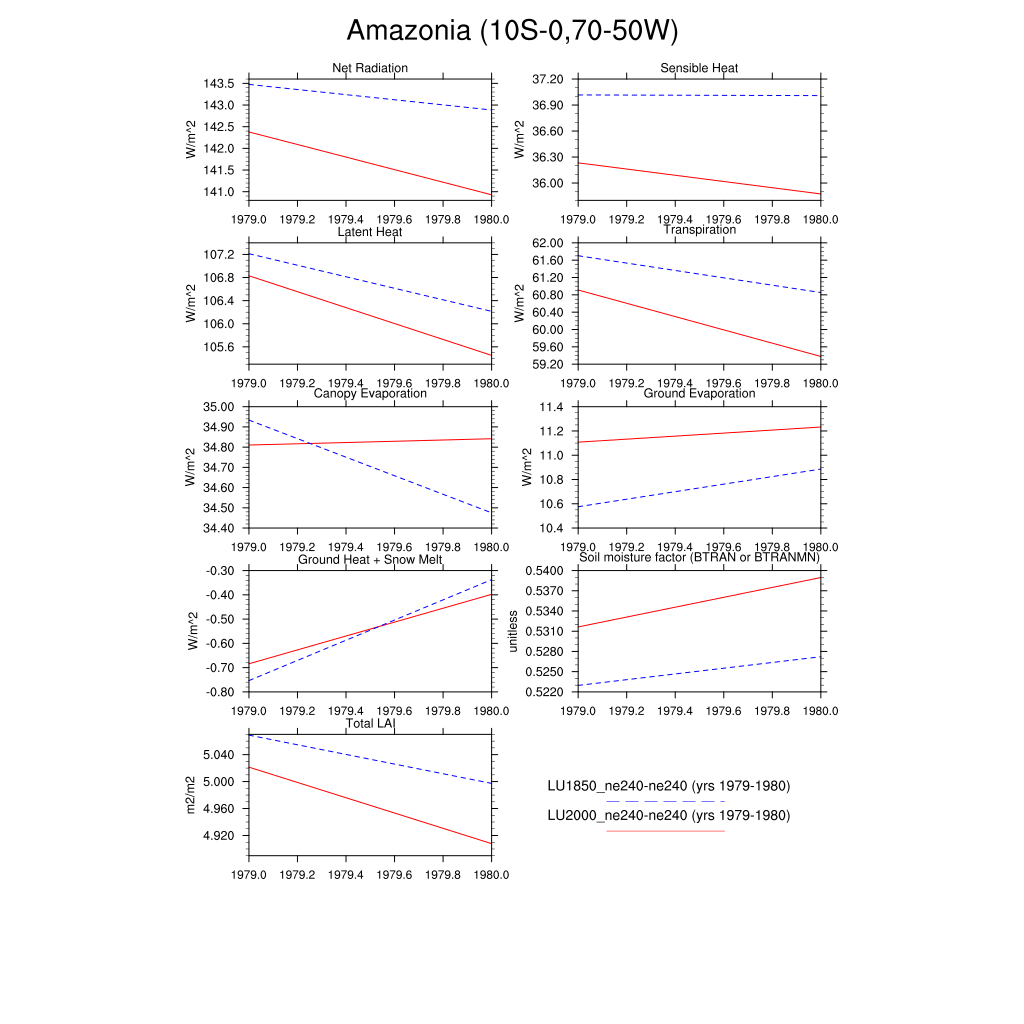 Amazonia (10S-0,70-50W)
Net Radiation
W/m^2
143.5
143.0
142.5
142.0
141.5
141.0
1979.0 1979.2 1979.4 1979.6 1979.8 1980.0
Sensible Heat
W/m^2
37.20
36.90
36.60
36.30
36.00
1979.0 1979.2 1979.4 1979.6 1979.8 1980.0
Latent Heat
W/m^2
107.2
106.8
106.4
106.0
105.6
1979.0 1979.2 1979.4 1979.6 1979.8 1980.0
Transpiration
W/m^2
62.00
61.60
61.20
60.80
60.40
60.00
59.60
59.20
1979.0 1979.2 1979.4 1979.6 1979.8 1980.0
Canopy Evaporation
W/m^2
35.00
34.90
34.80
34.70
34.60
34.50
34.40
1979.0 1979.2 1979.4 1979.6 1979.8 1980.0
Ground Evaporation
W/m^2
11.4
11.2
11.0
10.8
10.6
10.4
1979.0 1979.2 1979.4 1979.6 1979.8 1980.0
Ground Heat + Snow Melt
W/m^2
-0.30
-0.40
-0.50
-0.60
-0.70
-0.80
1979.0 1979.2 1979.4 1979.6 1979.8 1980.0
Soil moisture factor (BTRAN or BTRANMN)
unitless
0.5400
0.5370
0.5340
0.5310
0.5280
0.5250
0.5220
1979.0 1979.2 1979.4 1979.6 1979.8 1980.0
Total LAI
m2/m2
5.040
5.000
4.960
4.920
1979.0 1979.2 1979.4 1979.6 1979.8 1980.0
LU1850_ne240-ne240 (yrs 1979-1980)
LU2000_ne240-ne240 (yrs 1979-1980)